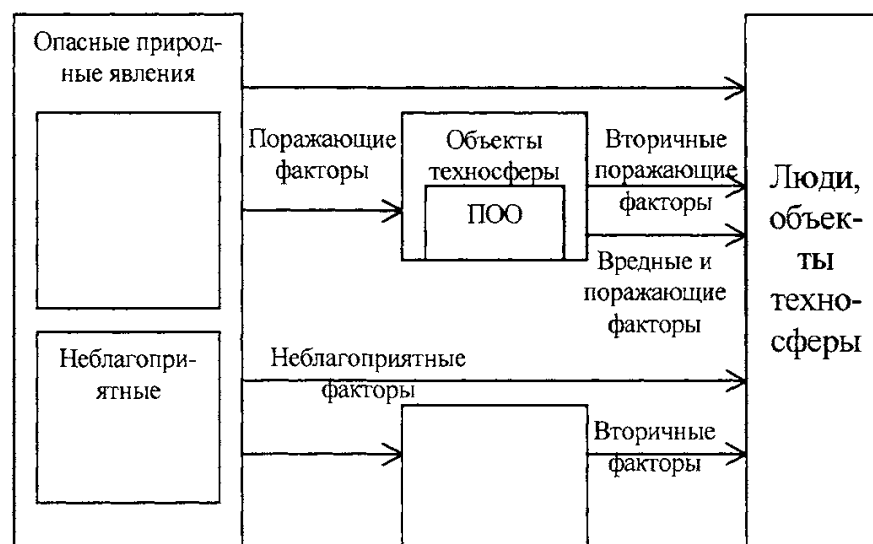 Опасные природ-
ные явления
Поражающие
факторы
Объекты
техносферы
ПОО
Вторичные
поражающие
факторы
Вредные и
поражающие
факторы
Люди,
объек-
ты
техно-
сферы
Неблагопри-
ятные
Неблагоприятные
факторы
Вторичные
факторы